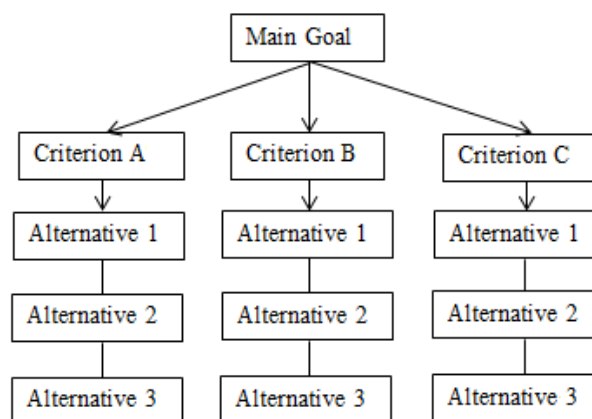 Main Goal
Criterion A
Criterion B
Criterion C
Alternative 1
Alternative 1
Alternative 1
Alternative 2
Alternative 2
Alternative 2
Alternative 3
Alternative 3
Alternative 3